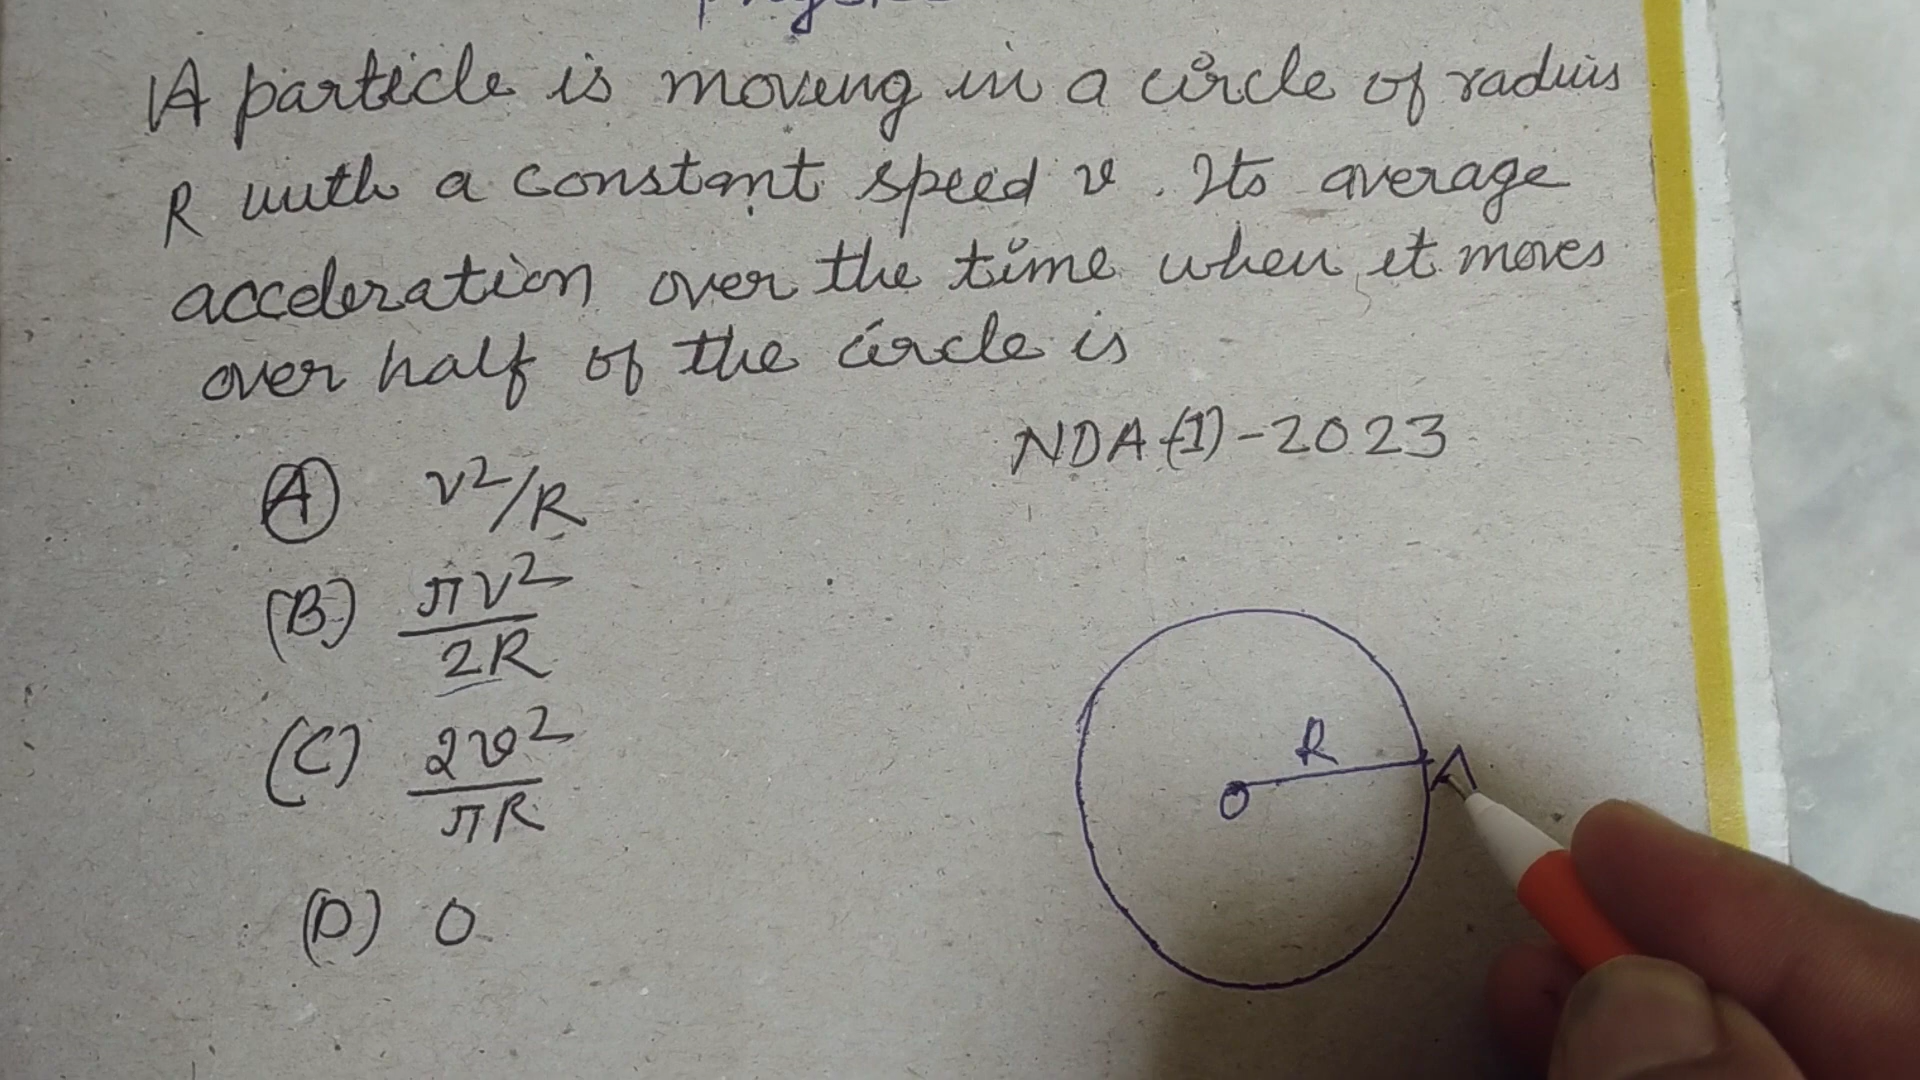 Physics
A particle is moving in a circle of radius
R with a constant speed v. Its average
acceleration over the time when it moves
over half of the circle is
NDA (1) - 2023
(A) v²/R
(B) πv²/2R
(C) 2v²/πR
(D) 0
R
O
A